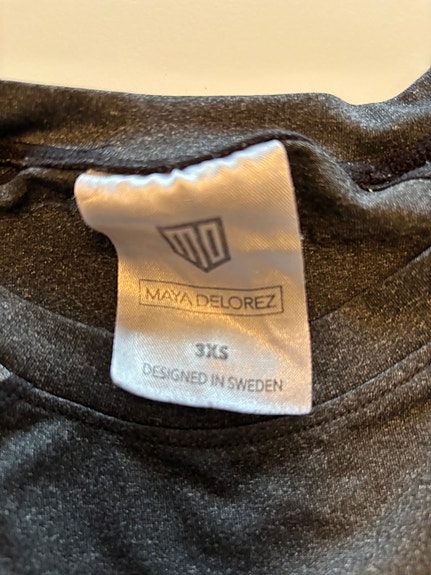 MD
MAYA DELOREZ
3XS
DESIGNED IN SWEDEN